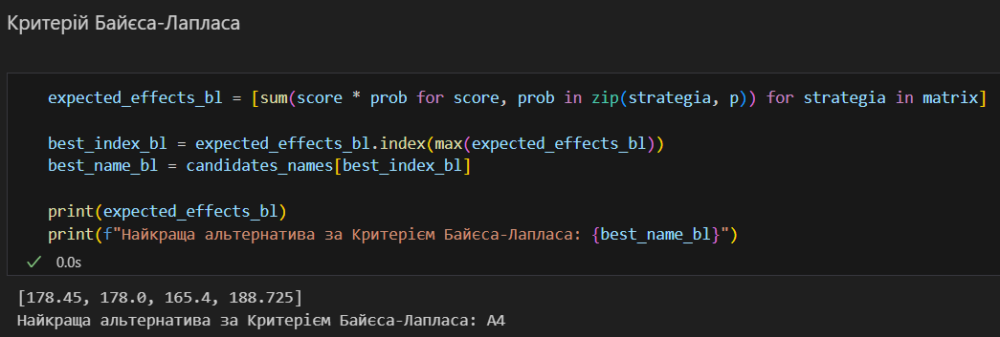 Критерій Байєса-Лапласа
expected_effects_bl = [sum(score * prob for score, prob in zip(strategia, p)) for strategia in matrix]
best_index_bl = expected_effects_bl.index(max(expected_effects_bl))
best_name_bl = candidates_names[best_index_bl]
print(expected_effects_bl)
print(f"Найкраща альтернатива за Критерієм Байєса-Лапласа: {best_name_bl}")
0.0s
[178.45, 178.0, 165.4, 188.725]
Найкраща альтернатива за Критерієм Байєса-Лапласа: A4